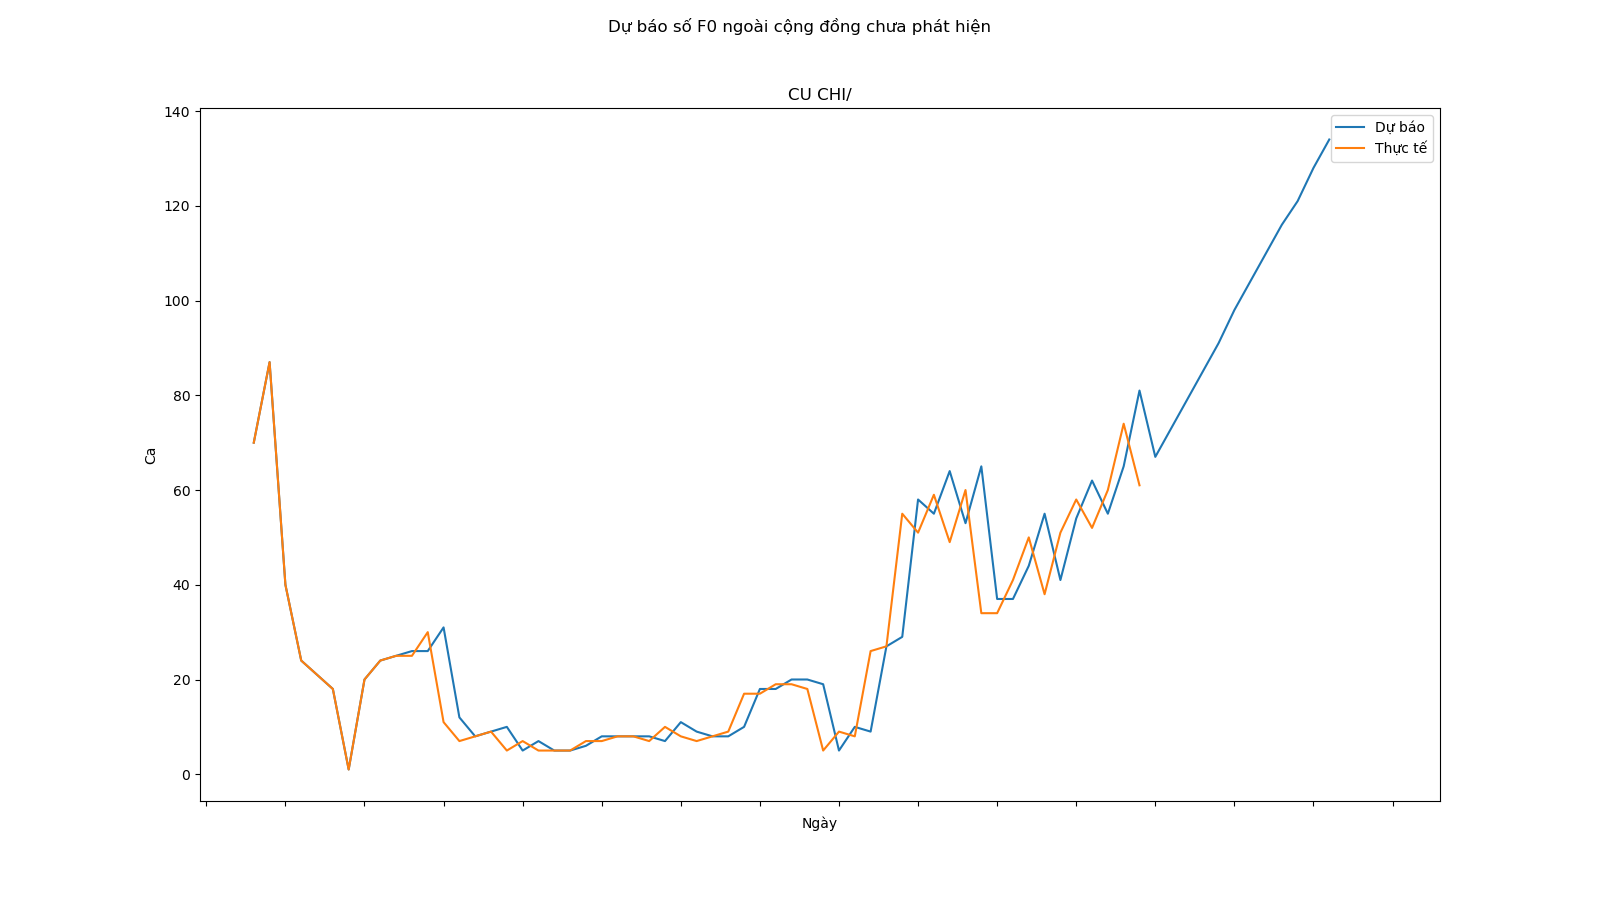 Dự báo số F0 ngoài cộng đồng chưa phát hiện
CU CHI/
140
120
100
80
60
40
20
0
Ca
Dự báo
Thực tế
Ngày